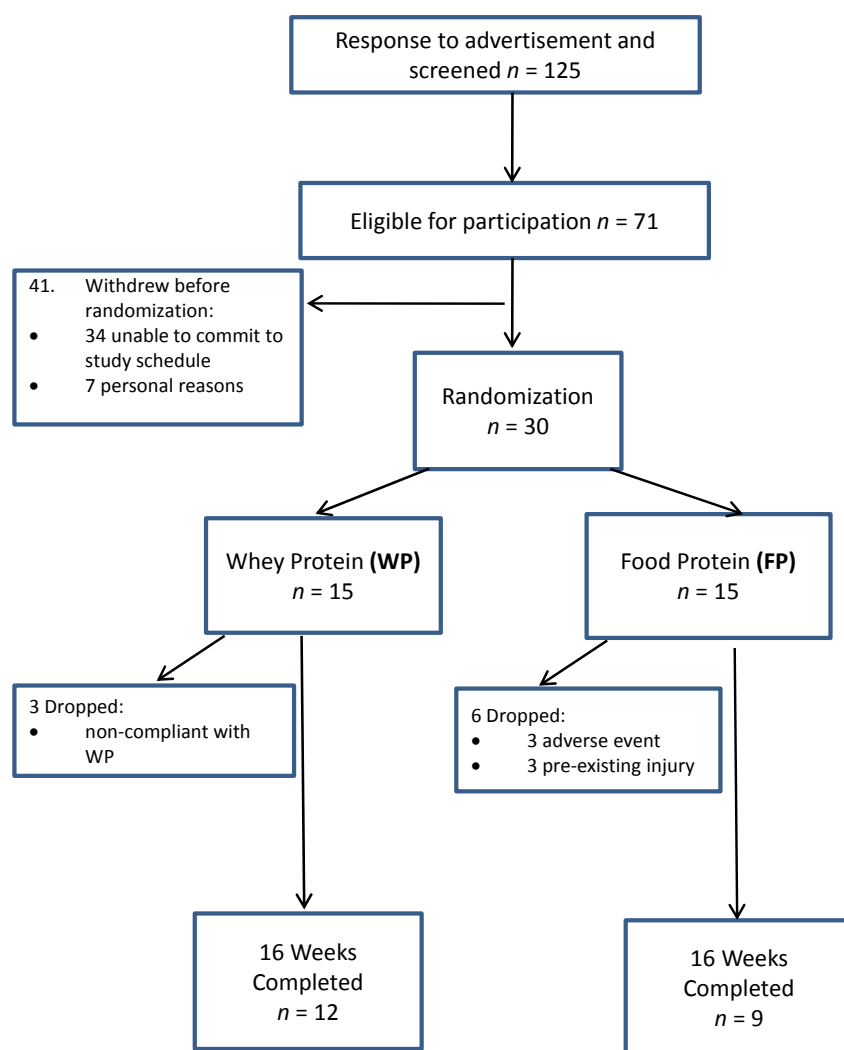 Response to advertisement and
screened n = 125
Eligible for participation n = 71
41. Withdrew before
randomization:
• 34 unable to commit to
study schedule
• 7 personal reasons
Randomization
n = 30
Whey Protein (WP)
n = 15
Food Protein (FP)
n = 15
3 Dropped:
• non-compliant with
WP
6 Dropped:
• 3 adverse event
• 3 pre-existing injury
16 Weeks
Completed
n = 12
16 Weeks
Completed
n = 9